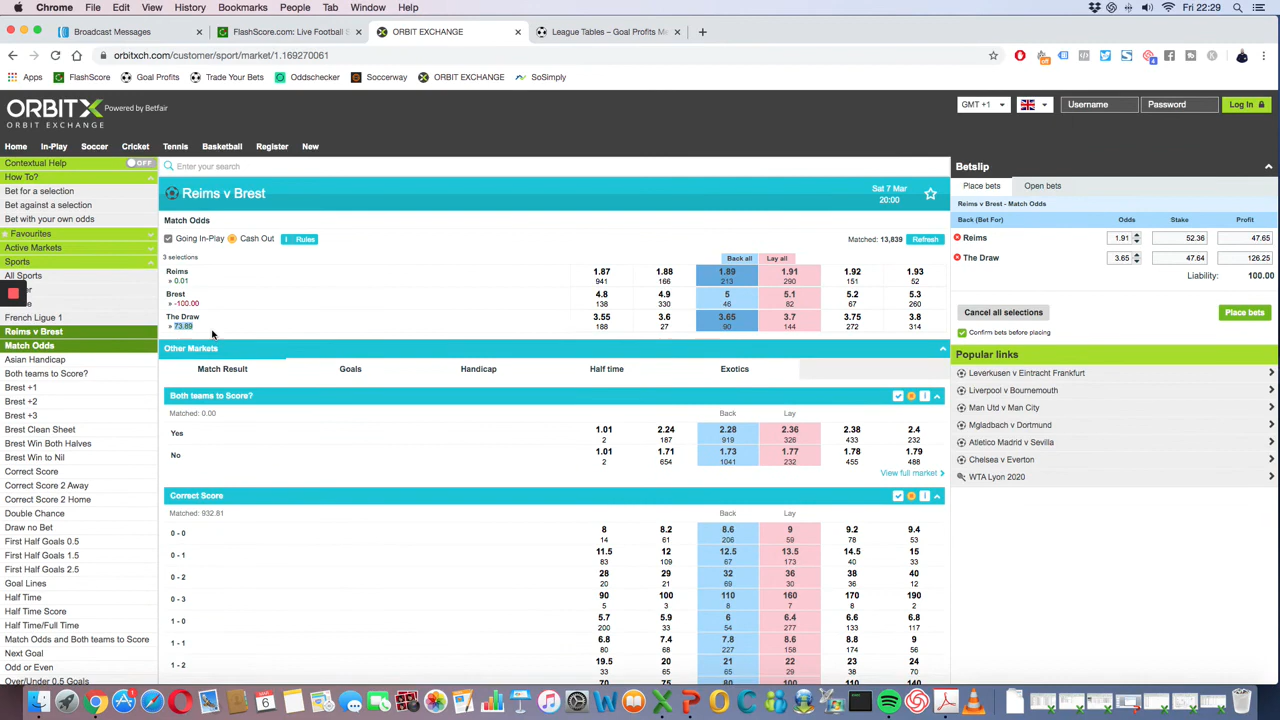 Chrome File Edit View History Bookmarks People Tab Window Help Fri 22:29
Broadcast Messages × FlashScore.com: Live Football S × ORBIT EXCHANGE × League Tables – Goal Profits M × +
orbitxch.com/customer/sport/market/1.169270061
Apps FlashScore Goal Profits Trade Your Bets Oddschecker Soccerway ORBIT EXCHANGE SoSimply
ORBITX Powered by Betfair
ORBIT EXCHANGE
GMT +1 Username Password Log In
Home In-Play Soccer Cricket Tennis Basketball Register New
Contextual Help OFF
How To?
Bet for a selection
Bet against a selection
Bet with your own odds
Favourites
Active Markets
Sports
All Sports
French Ligue 1
Reims v Brest
Match Odds
Asian Handicap
Both teams to Score?
Brest +1
Brest +2
Brest +3
Brest Clean Sheet
Brest Win Both Halves
Brest Win to Nil
Correct Score
Correct Score 2 Away
Correct Score 2 Home
Double Chance
Draw no Bet
First Half Goals 0.5
First Half Goals 1.5
First Half Goals 2.5
Goal Lines
Half Time
Half Time Score
Half Time/Full Time
Match Odds and Both teams to Score
Next Goal
Odd or Even
Over/Under 0.5 Goals
Enter your search
Reims v Brest Sat 7 Mar
20:00
Match Odds
Going In-Play Cash Out Rules Matched: 13,839 Refresh
3 selections Back all Lay all
Reims 1.87 1.88 1.89 1.91 1.92 1.93
» 0.01 941 166 213 290 151 52
Brest 4.8 4.9 5 5.1 5.2 5.3
» -100.00 138 330 46 82 67 260
The Draw 3.55 3.6 3.65 3.7 3.75 3.8
» 73.89 188 27 90 144 272 314
Other Markets
Match Result Goals Handicap Half time Exotics
Both teams to Score?
Matched: 0.00 Back Lay
Yes 1.01 2.24 2.28 2.36 2.38 2.4
2 187 919 326 433 232
No 1.01 1.71 1.73 1.77 1.78 1.79
2 654 1041 232 455 488
View full market
Correct Score
Matched: 932.81 Back Lay
0 - 0 8 8.2 8.6 9 9.2 9.4
14 61 206 59 78 53
0 - 1 11.5 12 12.5 13.5 14.5 15
83 109 67 173 40 33
0 - 2 28 29 32 36 38 40
20 21 69 30 36 32
0 - 3 90 100 110 160 170 190
3 3 8 7 8 2
1 - 0 5.7 5.9 6 6.4 6.6 6.8
200 33 54 277 133 117
1 - 1 6.8 7.4 7.8 8.6 8.8 9
80 68 227 158 74 56
1 - 2 19.5 20 21 22 23 24
33 65 65 29 65 70
Betslip
Place bets Open bets
Reims v Brest - Match Odds
Back (Bet For) Odds Stake Profit
Reims 1.91 52.36 47.65
The Draw 3.65 47.64 126.25
Liability: 100.00
Cancel all selections Place bets
Confirm bets before placing
Popular links
Leverkusen v Eintracht Frankfurt
Liverpool v Bournemouth
Man Utd v Man City
Mgladbach v Dortmund
Atletico Madrid v Sevilla
Chelsea v Everton
WTA Lyon 2020